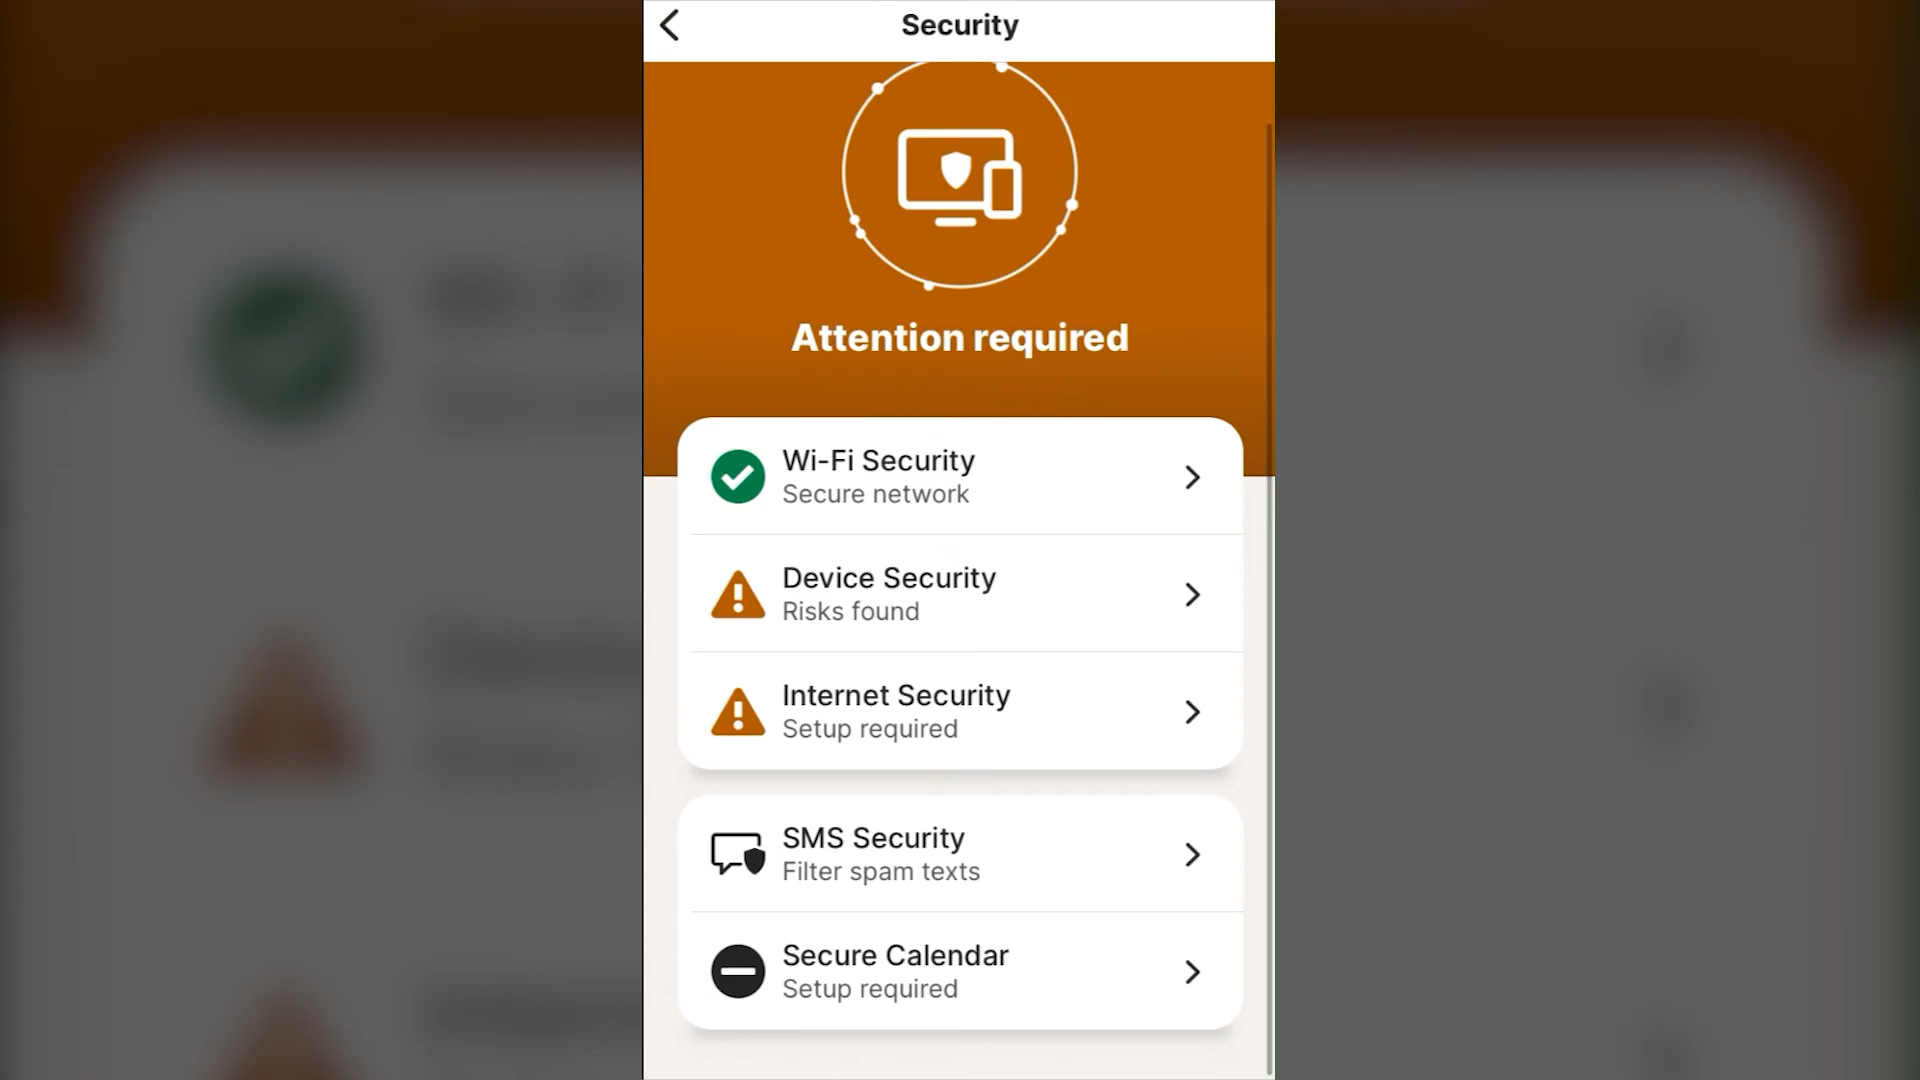 Security
Attention required
Wi-Fi Security
Secure network
Device Security
Risks found
Internet Security
Setup required
SMS Security
Filter spam texts
Secure Calendar
Setup required